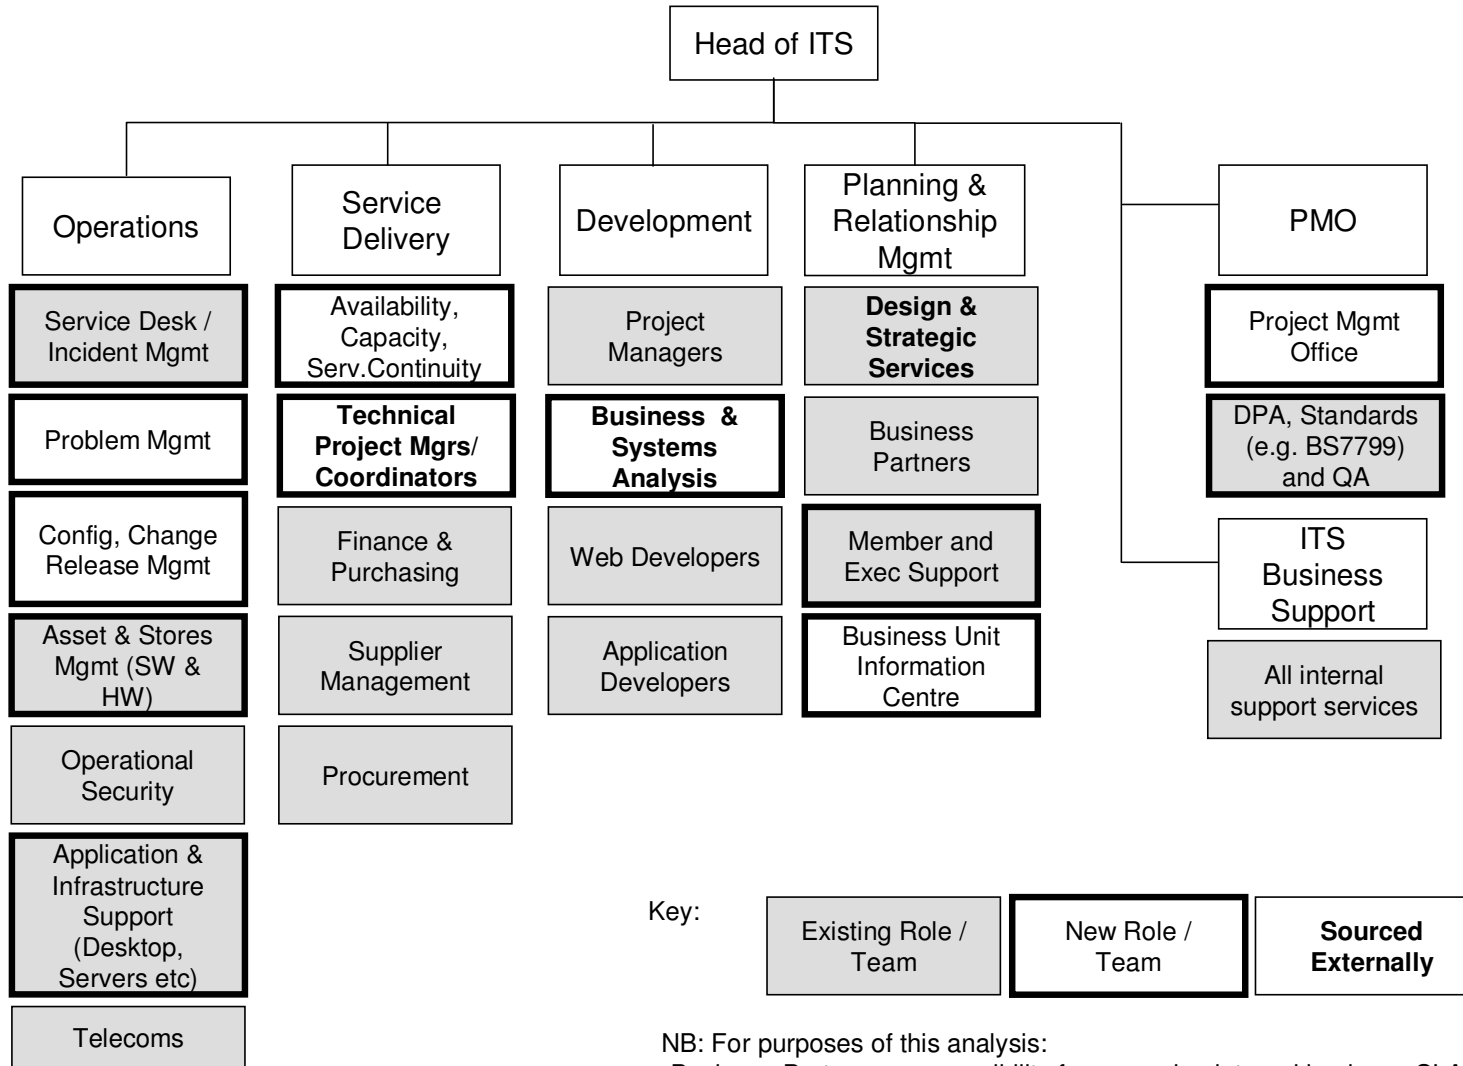 Head of ITS
Operations
Service Desk /
Incident Mgmt
Problem Mgmt
Config, Change
Release Mgmt
Asset & Stores
Mgmt (SW &
HW)
Operational
Security
Application &
Infrastructure
Support
(Desktop,
Servers etc)
Telecoms
Service
Delivery
Availability,
Capacity,
Serv.Continuity
Technical
Project Mgrs/
Coordinators
Finance &
Purchasing
Supplier
Management
Procurement
Development
Project
Managers
Business & 
Systems
Analysis
Web Developers
Application
Developers
Planning &
Relationship
Mgmt
Design &
Strategic
Services
Business
Partners
Member and
Exec Support
Business Unit
Information
Centre
PMO
Project Mgmt
Office
DPA, Standards
(e.g. BS7799)
and QA
ITS
Business
Support
All internal
support services
Key:
Existing Role /
Team
New Role /
Team
Sourced
Externally
NB: For purposes of this analysis: